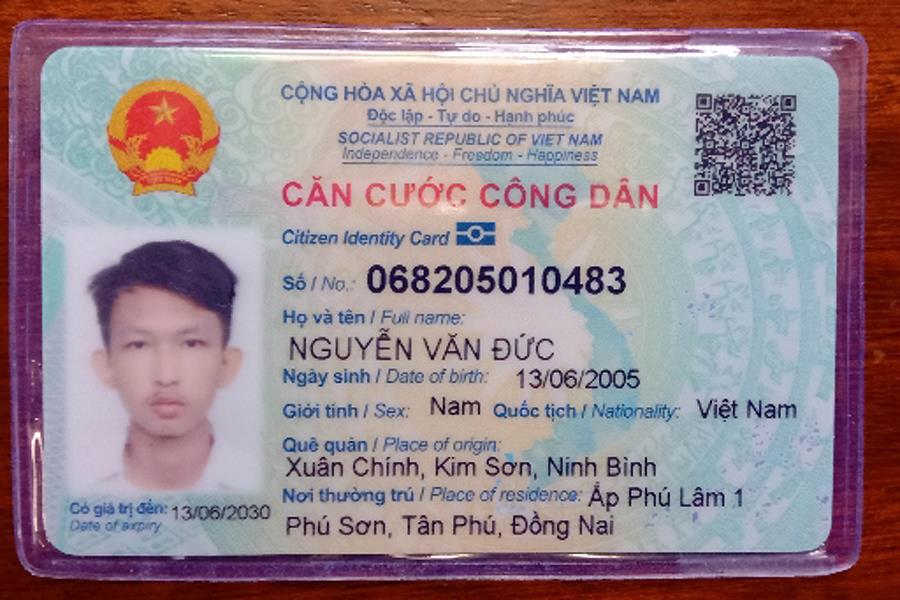 CỘNG HÒA XÃ HỘI CHỦ NGHĨA VIỆT NAM
Độc lập - Tự do - Hạnh phúc
SOCIALIST REPUBLIC OF VIET NAM
Independence - Freedom - Happiness
CĂN CƯỚC CÔNG DÂN
Citizen Identity Card
Số / No.: 068205010483
Họ và tên / Full name:
NGUYỄN VĂN ĐỨC
Ngày sinh / Date of birth: 13/06/2005
Giới tính / Sex: Nam Quốc tịch / Nationality: Việt Nam
Quê quán / Place of origin:
Xuân Chính, Kim Sơn, Ninh Bình
Nơi thường trú / Place of residence: Ấp Phú Lâm 1
Phú Sơn, Tân Phú, Đồng Nai
Có giá trị đến: 13/06/2030
Date of expiry